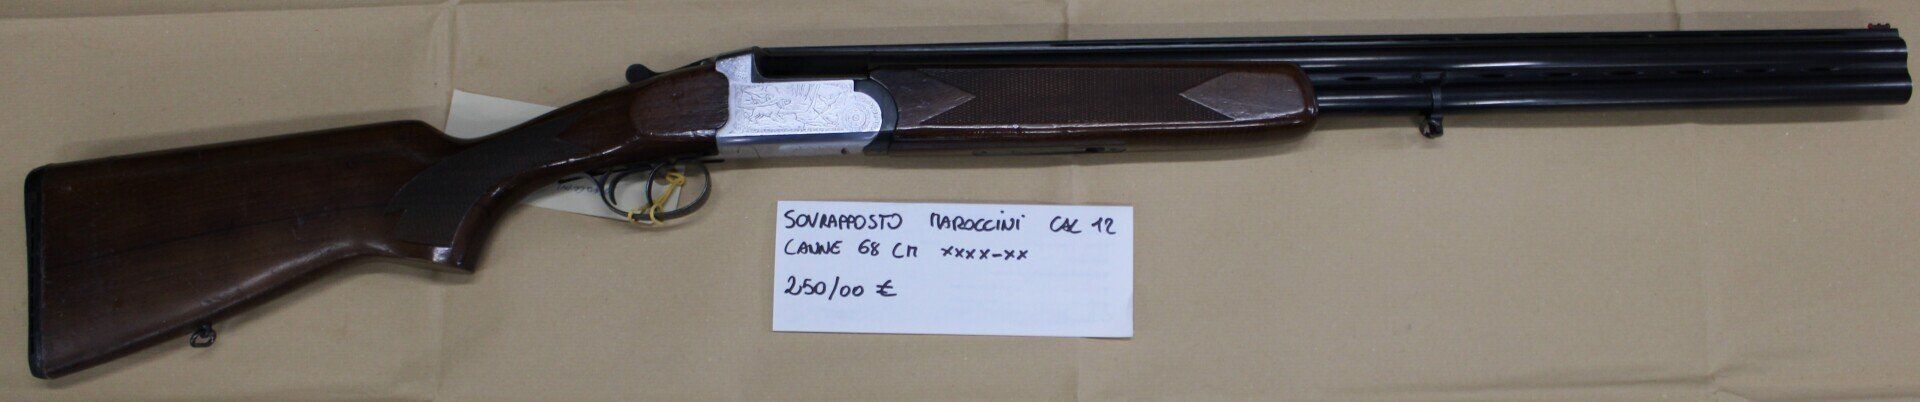 SOVRAPPOSTO MAROCCINI CAL 12
CANNE 68 CM xxxx-xx
250/00 €